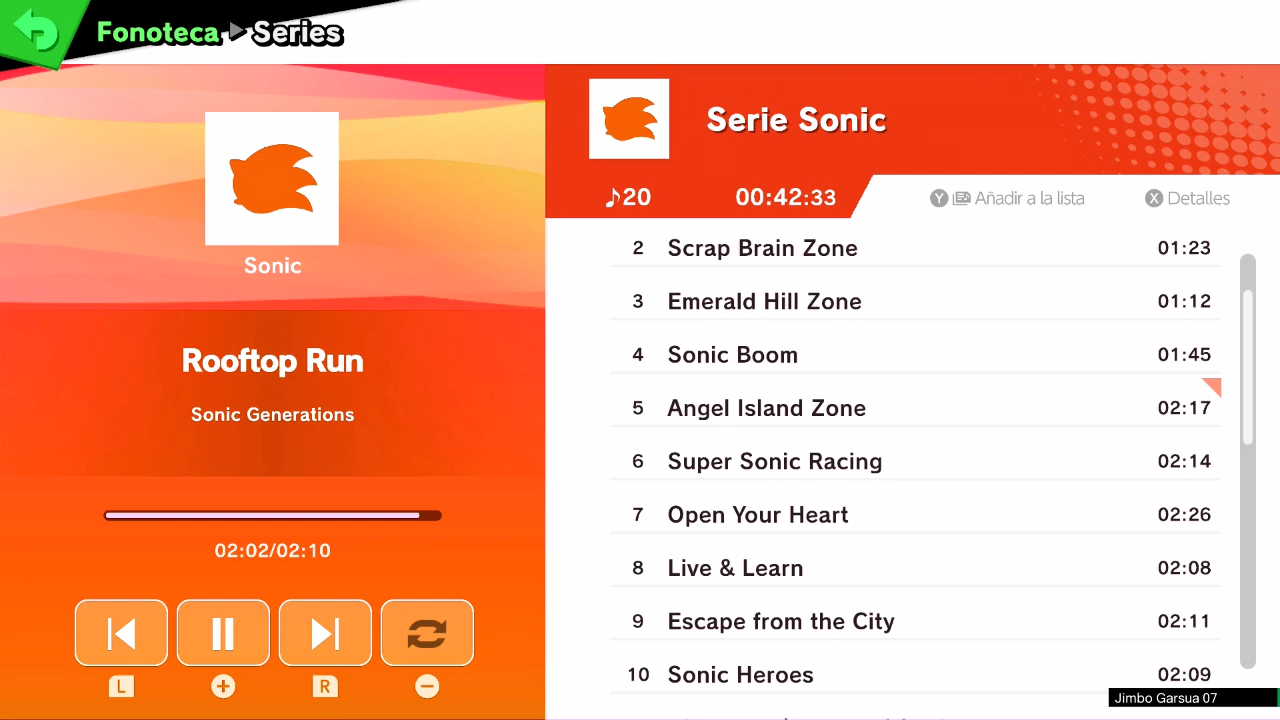 Fonoteca Series
Sonic
Rooftop Run
Sonic Generations
02:02/02:10
L + R −
Serie Sonic
♪20 00:42:33
Y Añadir a la lista X Detalles
2 Scrap Brain Zone 01:23
3 Emerald Hill Zone 01:12
4 Sonic Boom 01:45
5 Angel Island Zone 02:17
6 Super Sonic Racing 02:14
7 Open Your Heart 02:26
8 Live & Learn 02:08
9 Escape from the City 02:11
10 Sonic Heroes 02:09
Jimbo Garsua 07